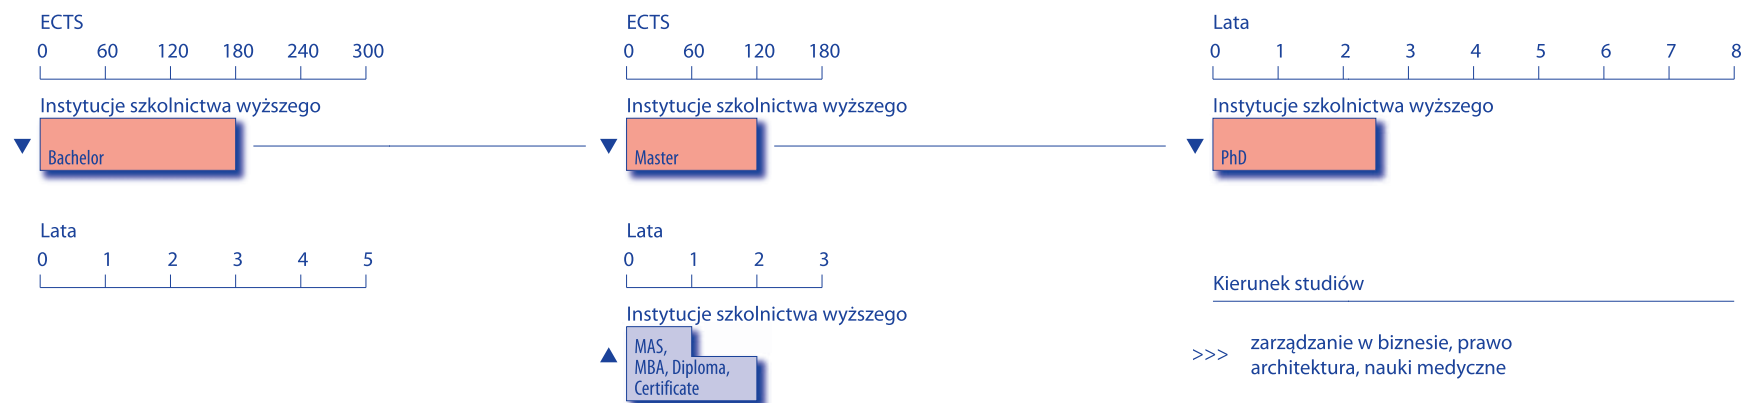 ECTS
0 60 120 180 240 300
Instytucje szkolnictwa wyższego
Bachelor
Lata
0 1 2 3 4 5
ECTS
0 60 120 180
Instytucje szkolnictwa wyższego
Master
Lata
0 1 2 3
Instytucje szkolnictwa wyższego
MAS,
MBA, Diploma,
Certificate
Lata
0 1 2 3 4 5 6 7 8
Instytucje szkolnictwa wyższego
PhD
Kierunek studiów
>>> zarządzanie w biznesie, prawo
architektura, nauki medyczne